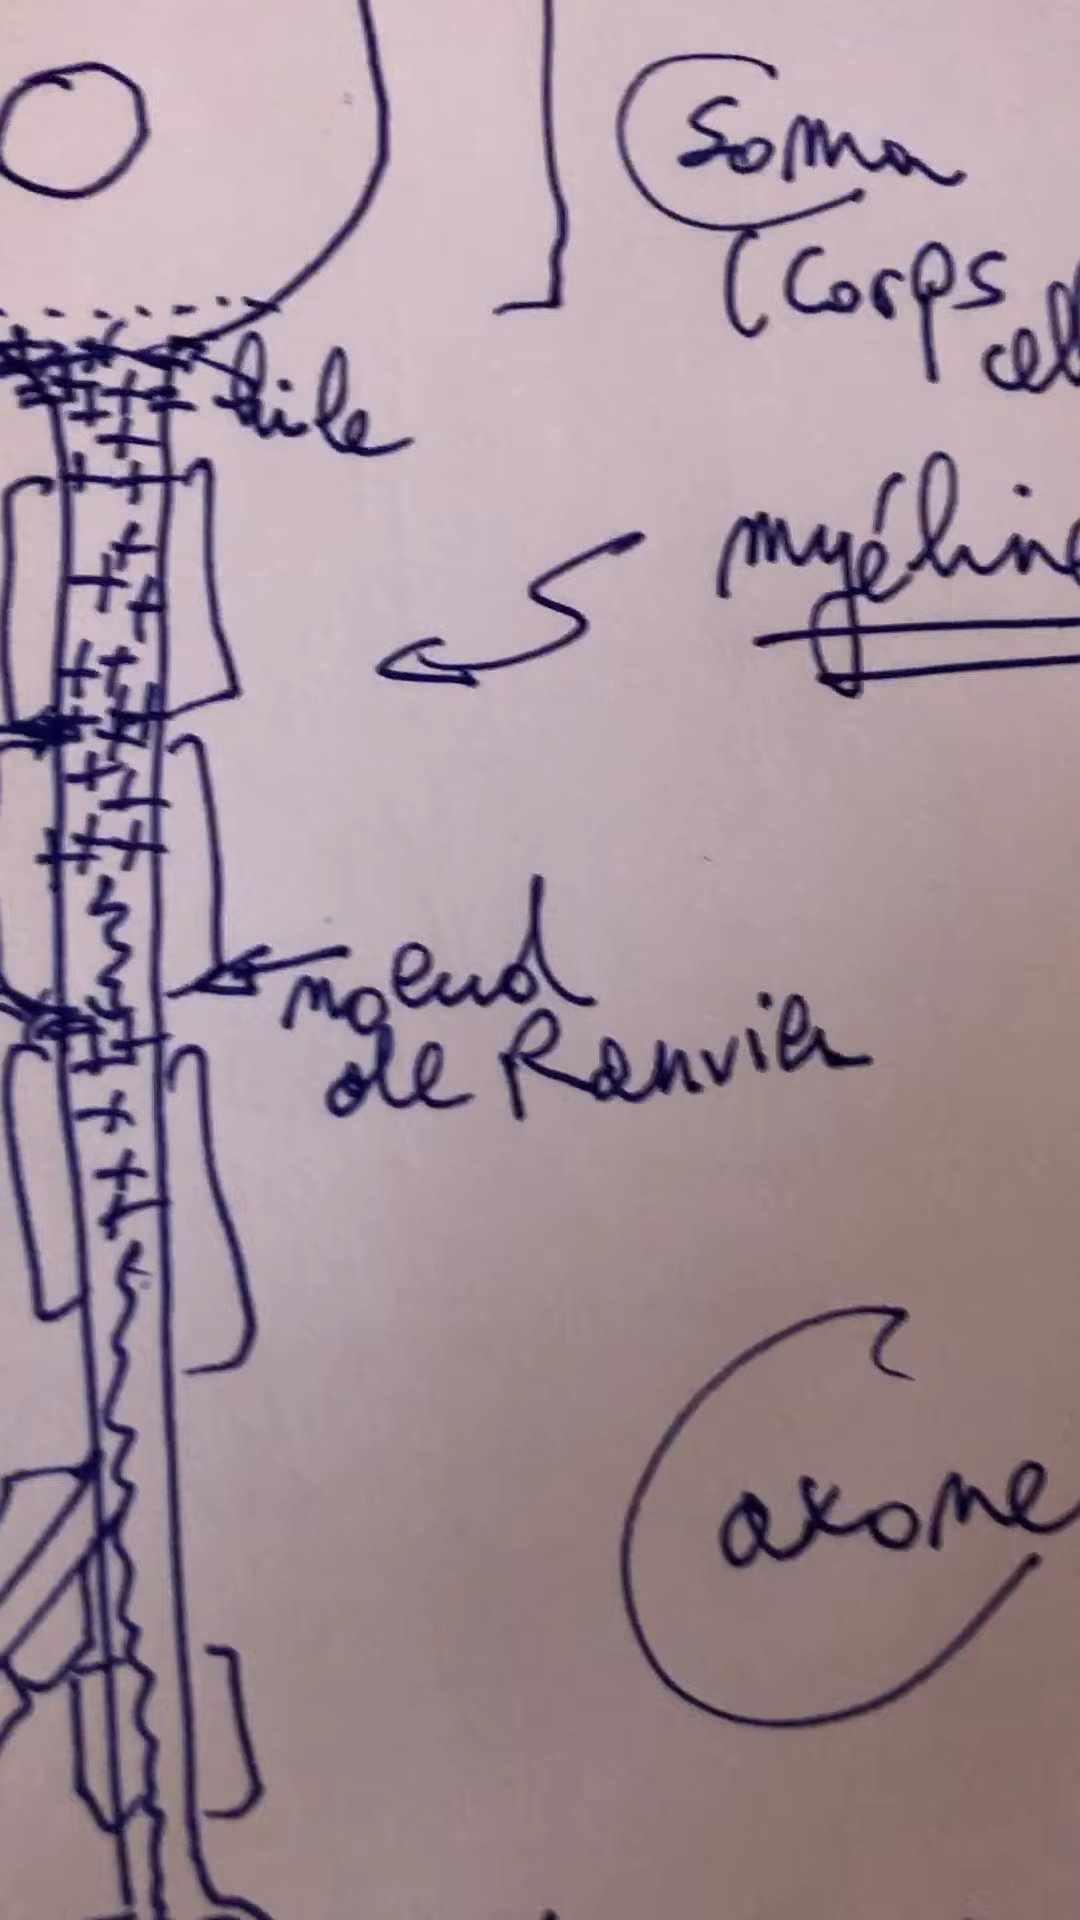 Soma
(Corps
cel
hile
myéline
noeud
de Ranvier
axone